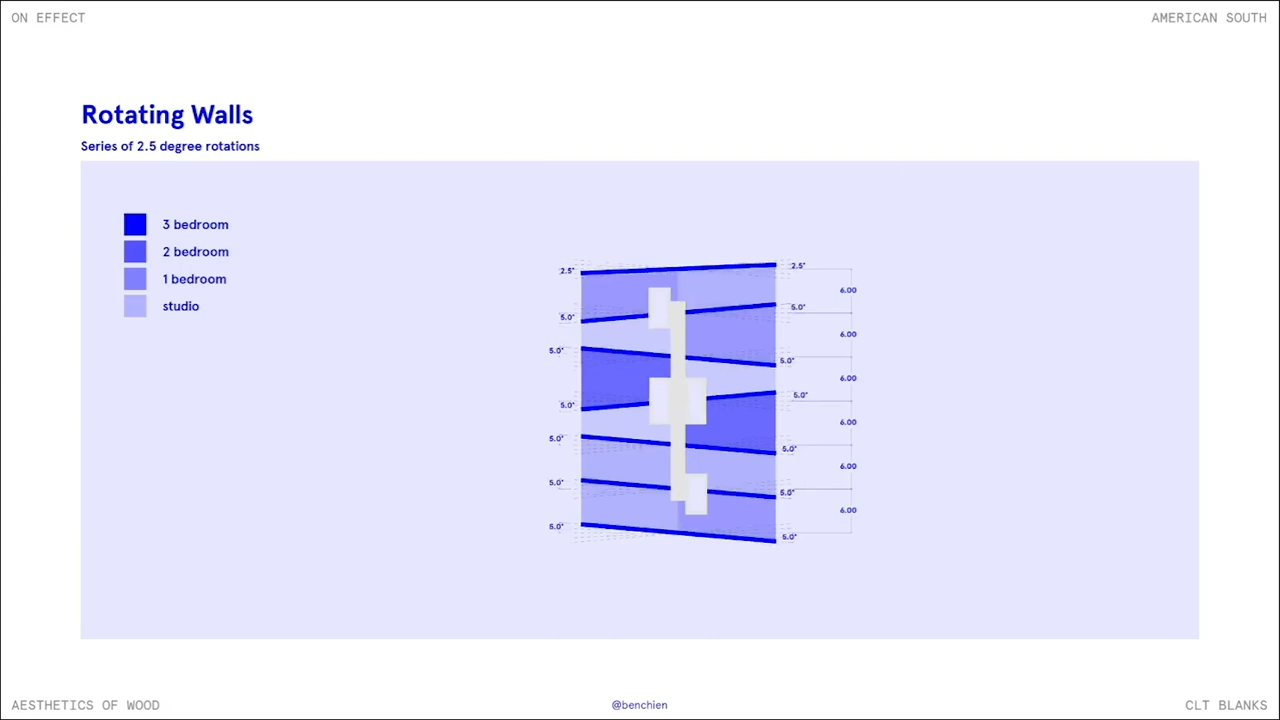 ON EFFECT
AMERICAN SOUTH
Rotating Walls
Series of 2.5 degree rotations
3 bedroom
2 bedroom
1 bedroom
studio
2.5°
2.5°
6.00
5.0°
5.0°
6.00
5.0°
5.0°
6.00
5.0°
5.0°
6.00
5.0°
5.0°
6.00
5.0°
5.0°
6.00
5.0°
5.0°
AESTHETICS OF WOOD
@benchien
CLT BLANKS